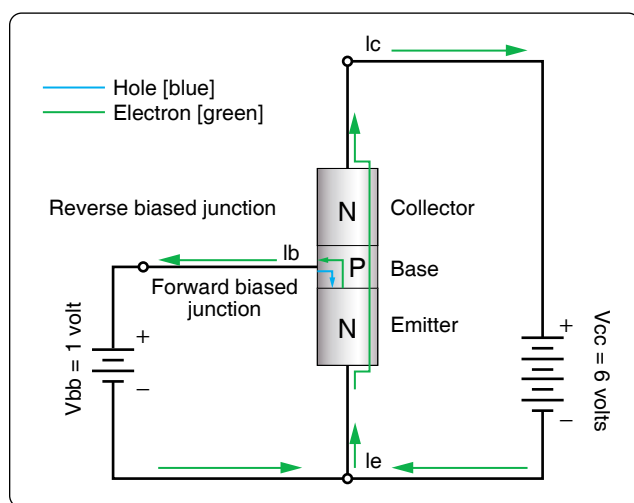 Ic
Hole [blue]
Electron [green]
N
Collector
Reverse biased junction
Ib
P
Base
Forward biased
junction
N
Emitter
+
−
Vbb = 1 volt
+
−
Vcc = 6 volts
Ie